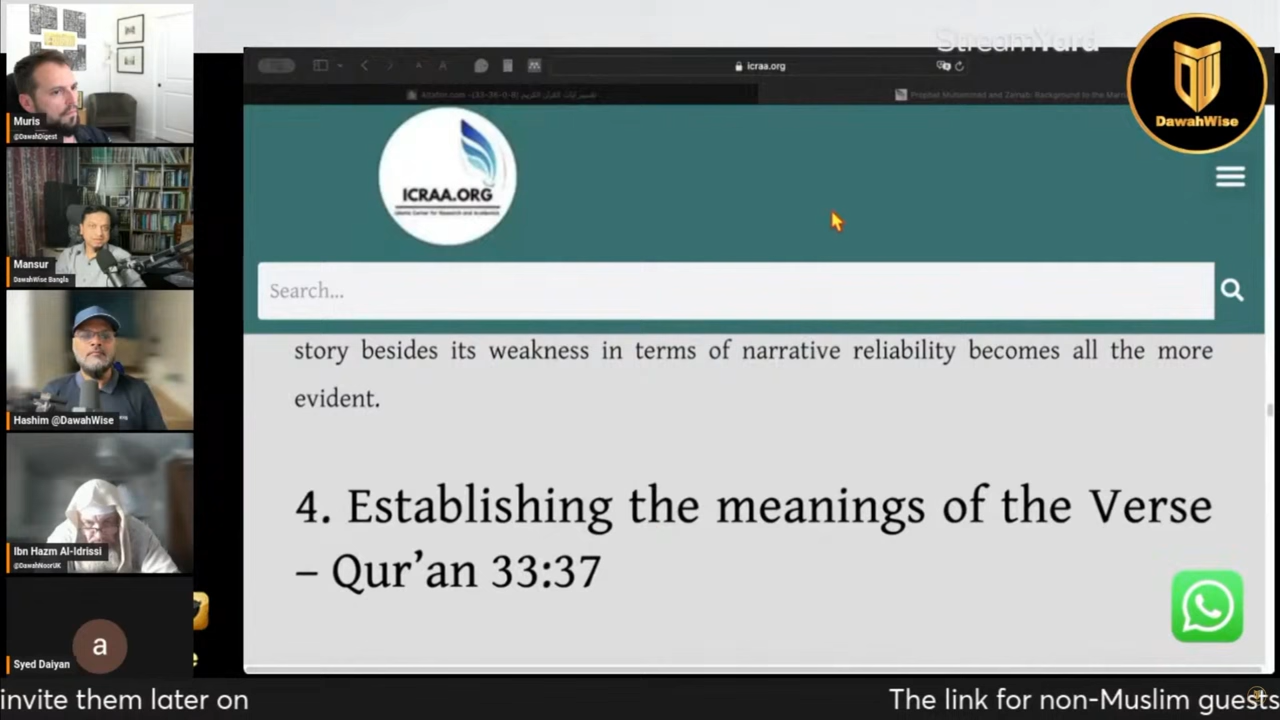 StreamYard
icraa.org
DawahWise
ICRAA.ORG
Search...
story besides its weakness in terms of narrative reliability becomes all the more
evident.
4. Establishing the meanings of the Verse
– Qur’an 33:37
Muris
@DawahDigest
Mansur
DawahWise Bangla
Hashim @DawahWise
Ibn Hazm Al-Idrissi
@DawahNoorUK
a
Syed Daiyan
e
invite them later on
The link for non-Muslim guests